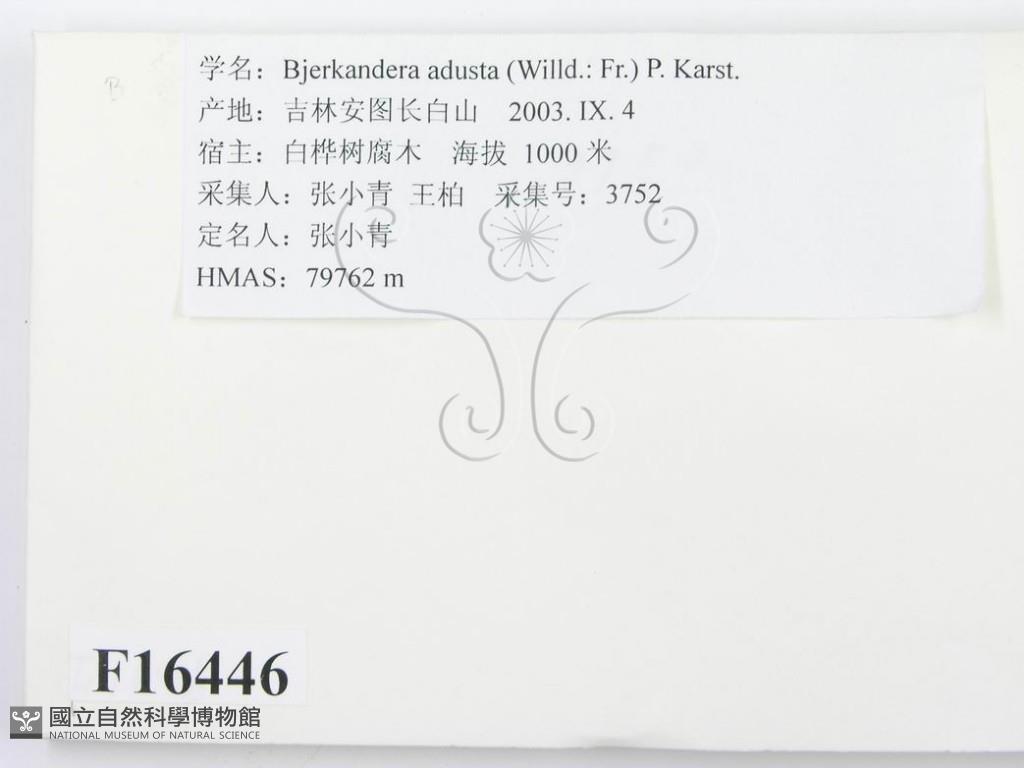 B
学名：Bjerkandera adusta (Willd.: Fr.) P. Karst.
产地：吉林安图长白山 2003. IX. 4
宿主：白桦树腐木 海拔 1000 米
采集人：张小青 王柏 采集号：3752
定名人：张小青
HMAS：79762 m
F16446
國立自然科學博物館
NATIONAL MUSEUM OF NATURAL SCIENCE